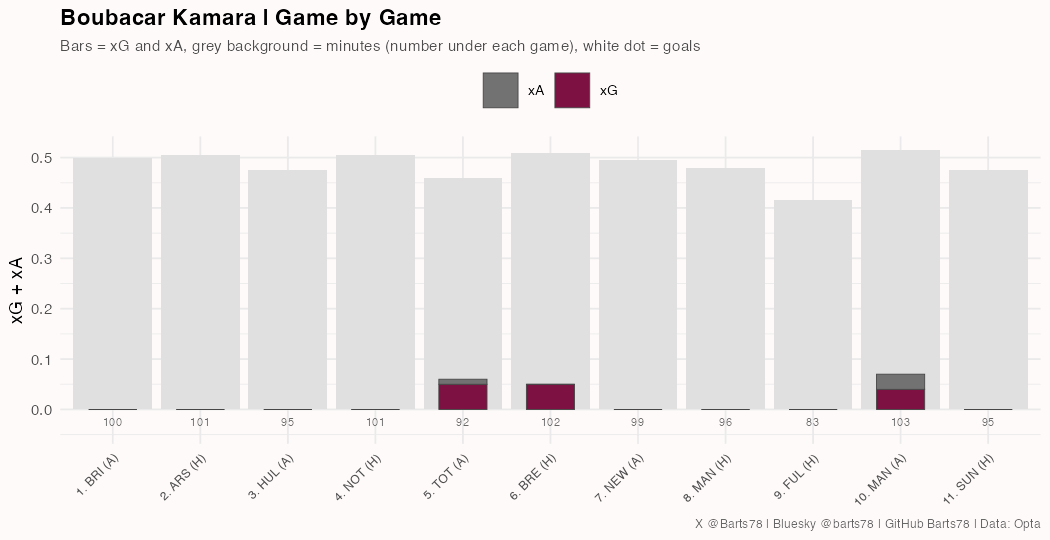 Boubacar Kamara | Game by Game
Bars = xG and xA, grey background = minutes (number under each game), white dot = goals
xA xG
xG + xA
0.5
0.4
0.3
0.2
0.1
0.0
100 101 95 101 92 102 99 96 83 103 95
1. BRI (A) 2. ARS (H) 3. HUL (A) 4. NOT (H) 5. TOT (A) 6. BRE (H) 7. NEW (A) 8. MAN (H) 9. FUL (H) 10. MAN (A) 11. SUN (H)
X @Barts78 | Bluesky @barts78 | GitHub Barts78 | Data: Opta